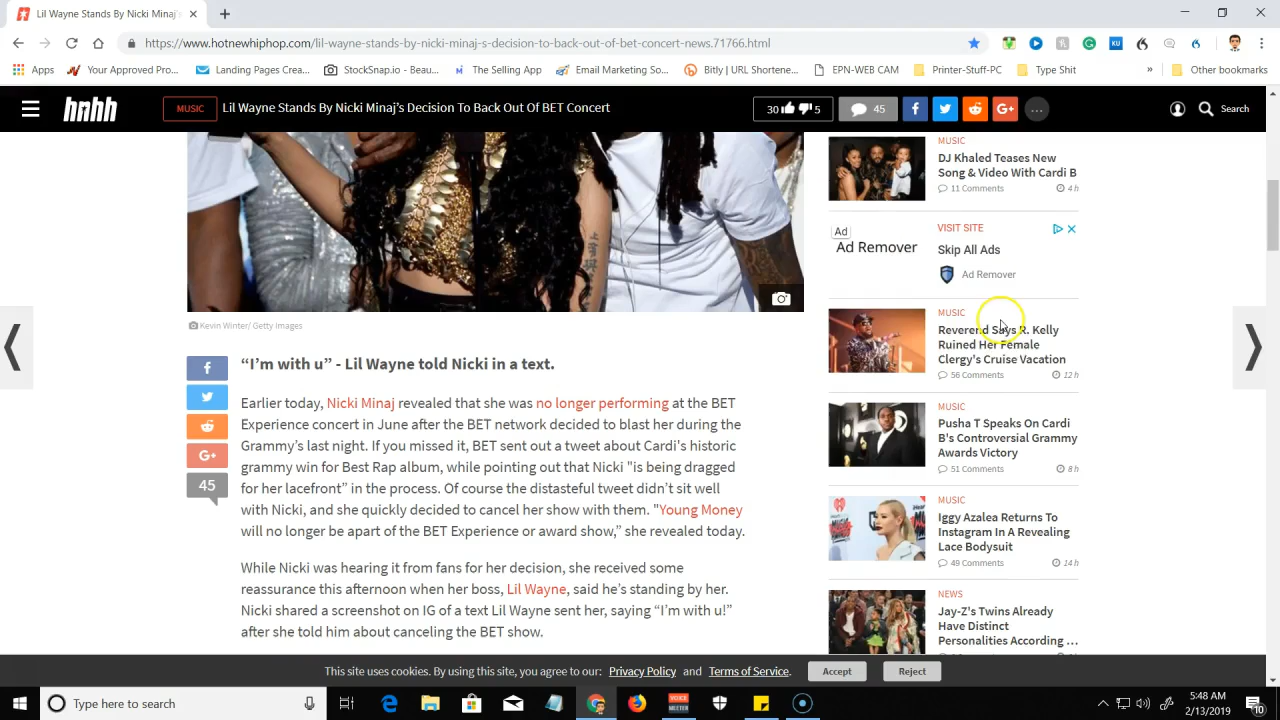 Lil Wayne Stands By Nicki Minaj's
https://www.hotnewhiphop.com/lil-wayne-stands-by-nicki-minaj-s-decision-to-back-out-of-bet-concert-news.71766.html
Apps
Your Approved Pro...
Landing Pages Crea...
StockSnap.io - Beau...
The Selling App
Email Marketing So...
Bitly | URL Shortene...
EPN-WEB CAM
Printer-Stuff-PC
Type Shit
»
Other bookmarks
hnhh
MUSIC
Lil Wayne Stands By Nicki Minaj's Decision To Back Out Of BET Concert
30
5
45
G+
...
Search
Kevin Winter/ Getty Images
G+
45
“I’m with u” - Lil Wayne told Nicki in a text.
Earlier today, Nicki Minaj revealed that she was no longer performing at the BET
Experience concert in June after the BET network decided to blast her during the
Grammy’s last night. If you missed it, BET sent out a tweet about Cardi's historic
grammy win for Best Rap album, while pointing out that Nicki "is being dragged
for her lacefront” in the process. Of course the distasteful tweet didn’t sit well
with Nicki, and she quickly decided to cancel her show with them. "Young Money
will no longer be apart of the BET Experience or award show,” she revealed today.
While Nicki was hearing it from fans for her decision, she received some
reassurance this afternoon when her boss, Lil Wayne, said he’s standing by her.
Nicki shared a screenshot on IG of a text Lil Wayne sent her, saying “I’m with u!”
after she told him about canceling the BET show.
MUSIC
DJ Khaled Teases New
Song & Video With Cardi B
11 Comments
4 h
Ad
Ad Remover
VISIT SITE
Skip All Ads
Ad Remover
MUSIC
Reverend Says R. Kelly
Ruined Her Female
Clergy's Cruise Vacation
56 Comments
12 h
MUSIC
Pusha T Speaks On Cardi
B's Controversial Grammy
Awards Victory
51 Comments
8 h
MUSIC
Iggy Azalea Returns To
Instagram In A Revealing
Lace Bodysuit
49 Comments
14 h
NEWS
Jay-Z's Twins Already
Have Distinct
Personalities According ...
This site uses cookies. By using this site, you agree to our: Privacy Policy and Terms of Service.
Accept
Reject
Type here to search
VOICE
MEETER
5:48 AM
2/13/2019
10